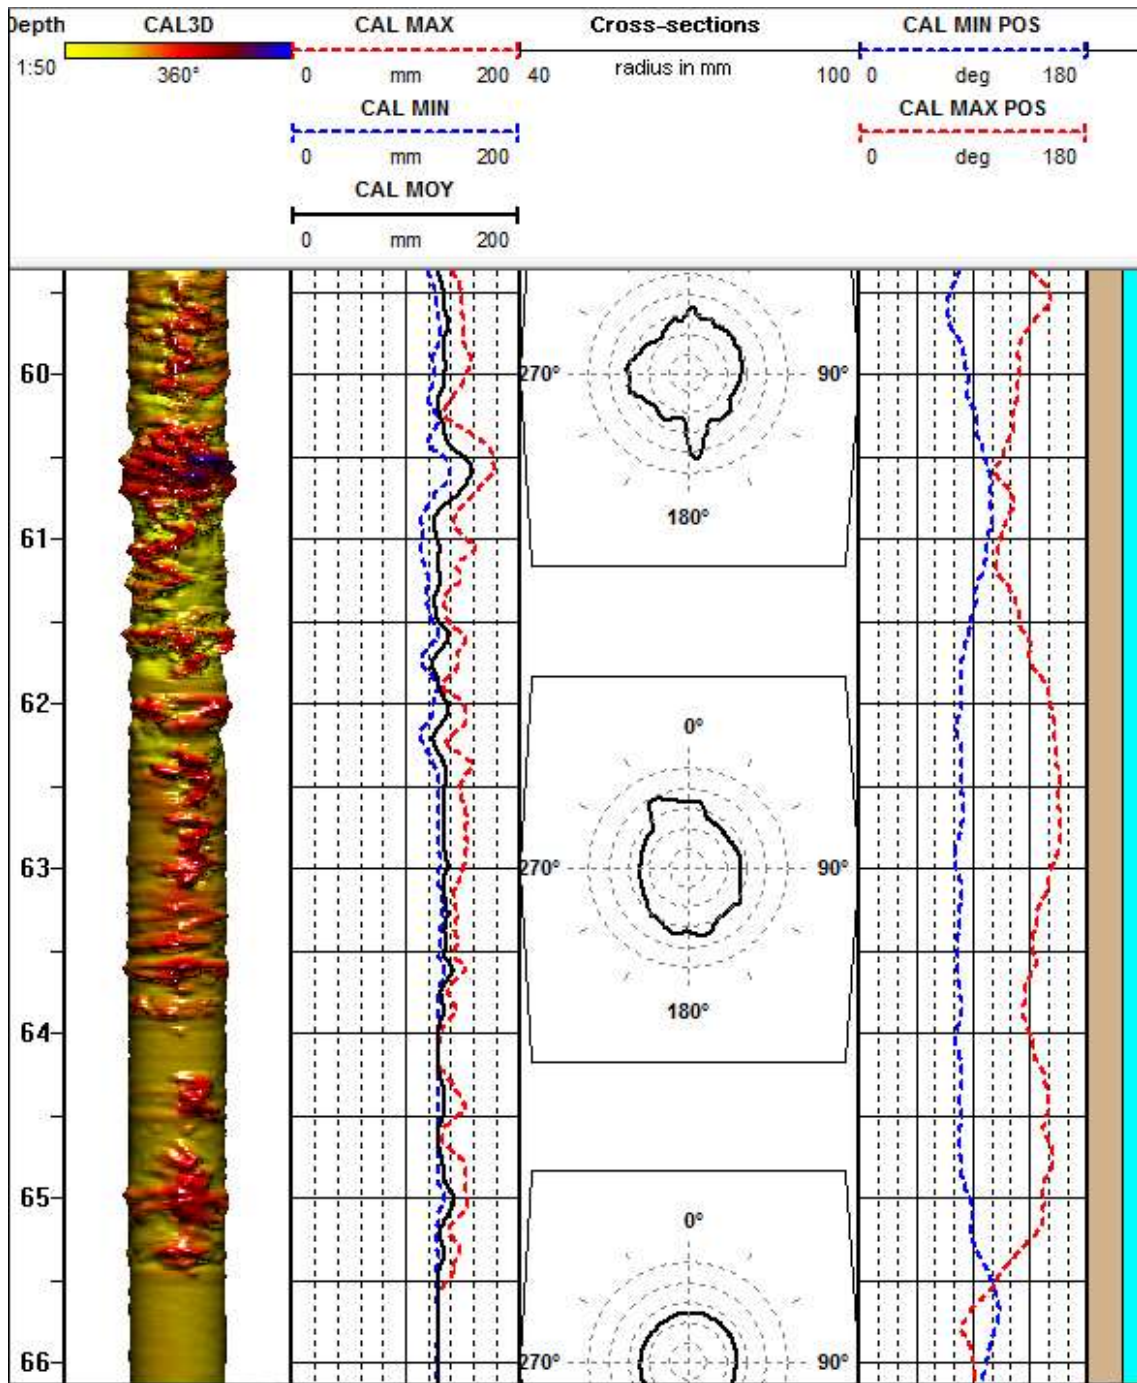 Depth CAL3D CAL MAX Cross-sections CAL MIN POS
1:50 360° 0 mm 200 40 radius in mm 100 0 deg 180
CAL MIN CAL MAX POS
0 mm 200 0 deg 180
CAL MOY
0 mm 200
60 270° 90°
180°
61
62
0°
63 270° 90°
64 180°
65
0°
66 270° 90°